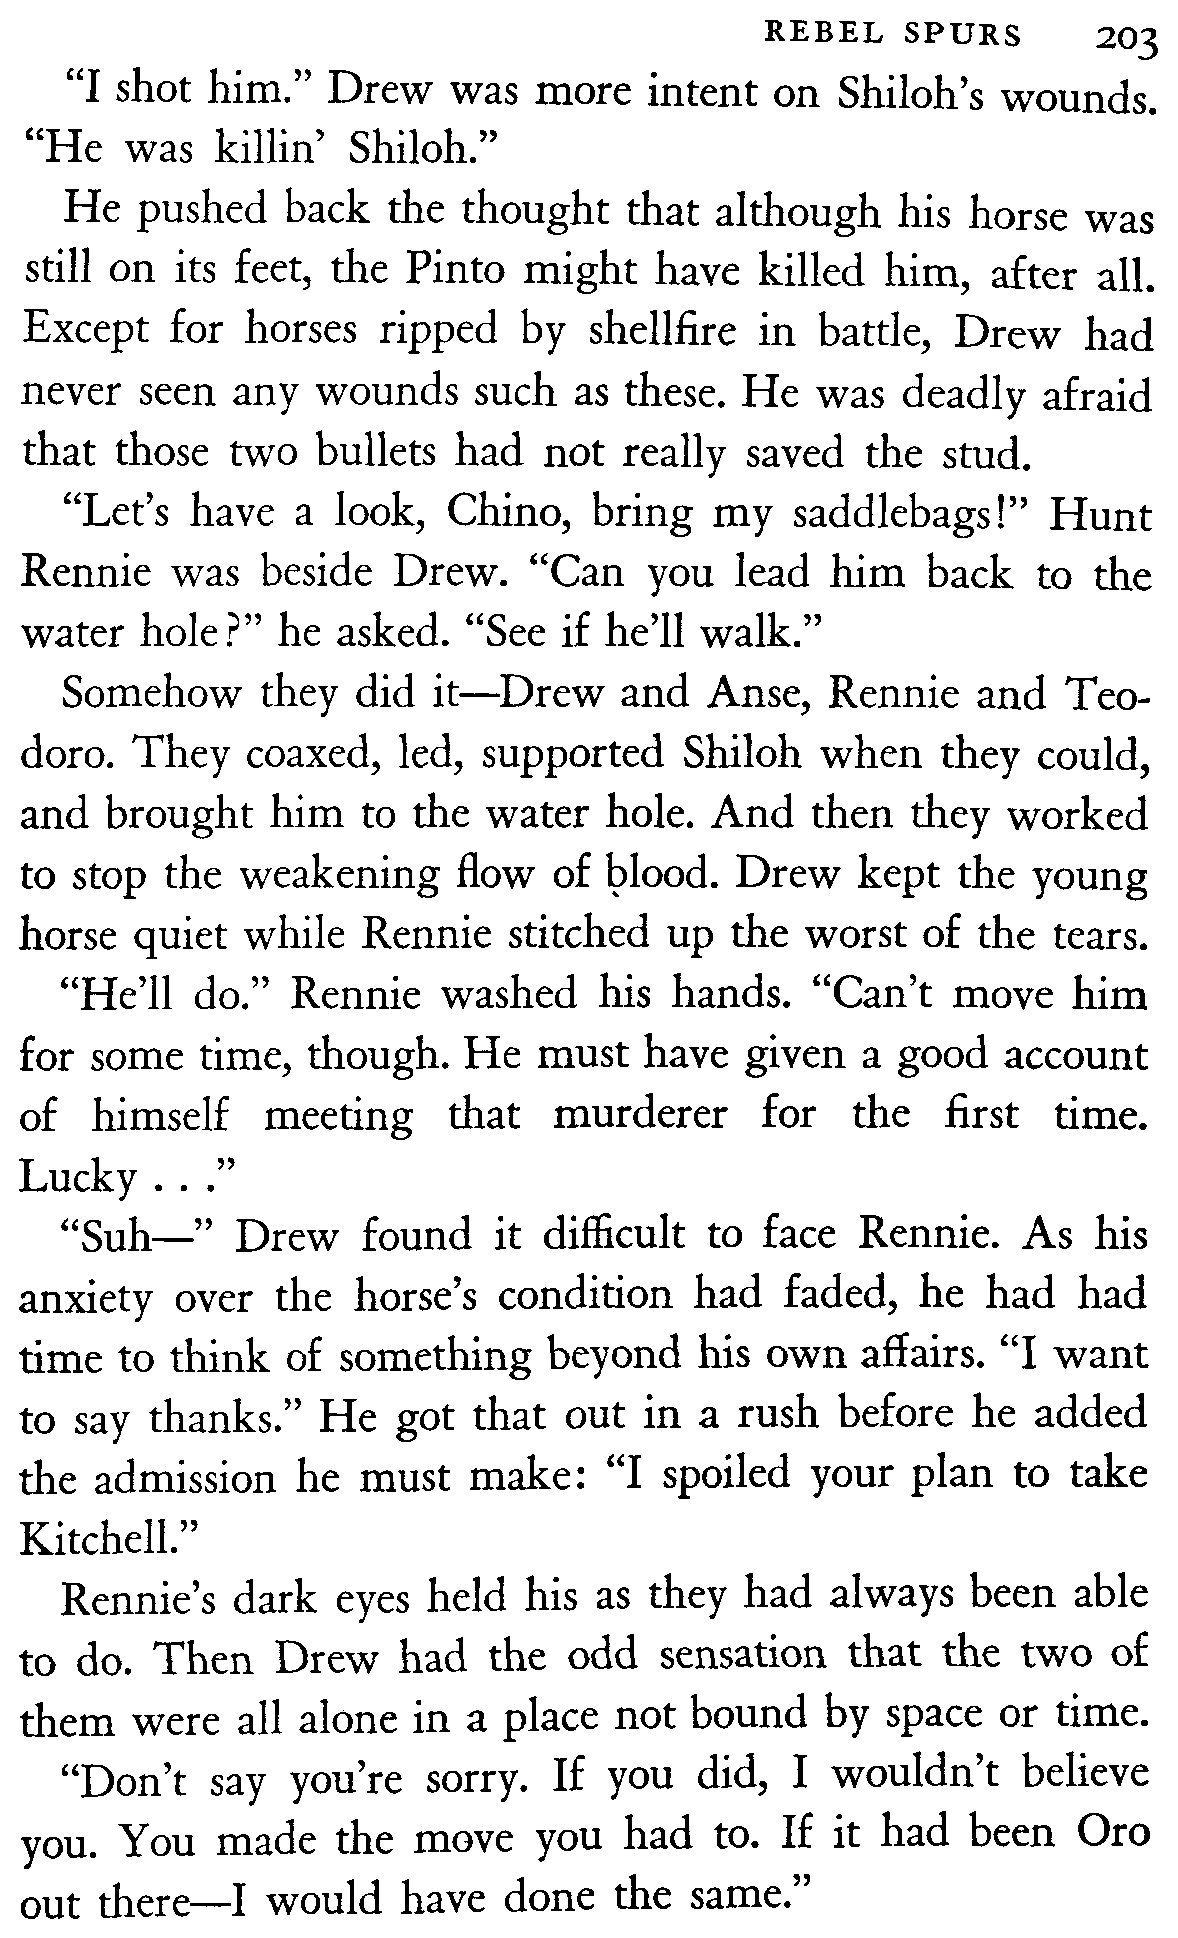 REBEL SPURS 203
“I shot him.” Drew was more intent on Shiloh’s wounds.
“He was killin’ Shiloh.”
He pushed back the thought that although his horse was
still on its feet, the Pinto might have killed him, after all.
Except for horses ripped by shellfire in battle, Drew had
never seen any wounds such as these. He was deadly afraid
that those two bullets had not really saved the stud.
“Let’s have a look, Chino, bring my saddlebags!” Hunt
Rennie was beside Drew. “Can you lead him back to the
water hole?” he asked. “See if he’ll walk.”
Somehow they did it—Drew and Anse, Rennie and Teo-
doro. They coaxed, led, supported Shiloh when they could,
and brought him to the water hole. And then they worked
to stop the weakening flow of blood. Drew kept the young
horse quiet while Rennie stitched up the worst of the tears.
“He’ll do.” Rennie washed his hands. “Can’t move him
for some time, though. He must have given a good account
of himself meeting that murderer for the first time.
Lucky . . .”
“Suh—” Drew found it difficult to face Rennie. As his
anxiety over the horse’s condition had faded, he had had
time to think of something beyond his own affairs. “I want
to say thanks.” He got that out in a rush before he added
the admission he must make: “I spoiled your plan to take
Kitchell.”
Rennie’s dark eyes held his as they had always been able
to do. Then Drew had the odd sensation that the two of
them were all alone in a place not bound by space or time.
“Don’t say you’re sorry. If you did, I wouldn’t believe
you. You made the move you had to. If it had been Oro
out there—I would have done the same.”